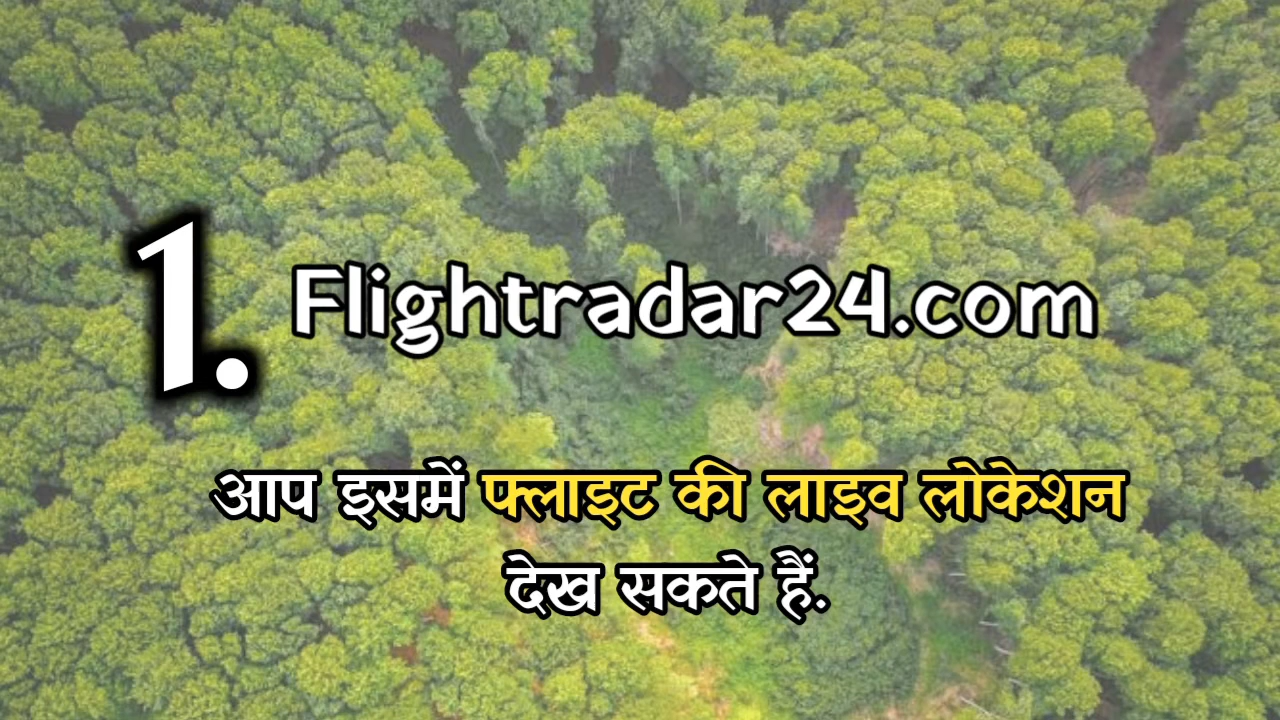 1. Flightradar24.com
आप इसमें फ्लाइट की लाइव लोकेशन
देख सकते हैं.